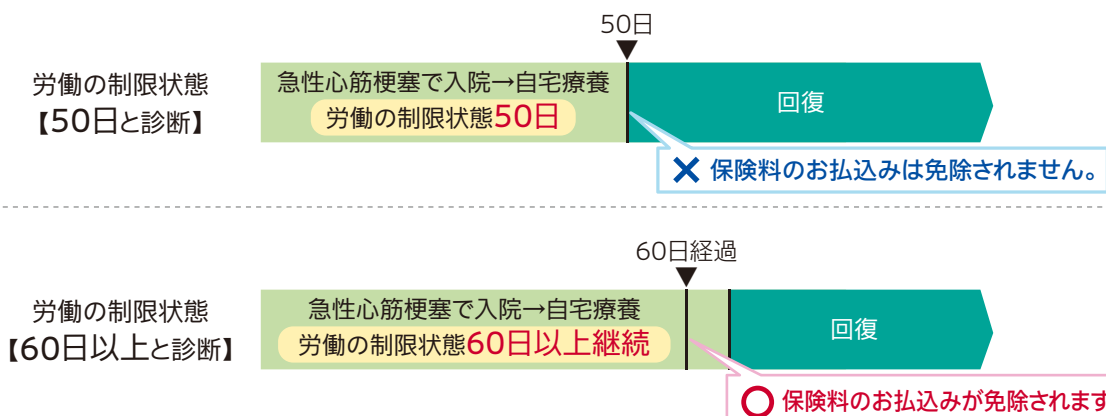 50日
▼
労働の制限状態
【50日と診断】
急性心筋梗塞で入院→自宅療養
労働の制限状態50日
回復
✕ 保険料のお払込みは免除されません。
60日経過
▼
労働の制限状態
【60日以上と診断】
急性心筋梗塞で入院→自宅療養
労働の制限状態60日以上継続
回復
○ 保険料のお払込みが免除されます